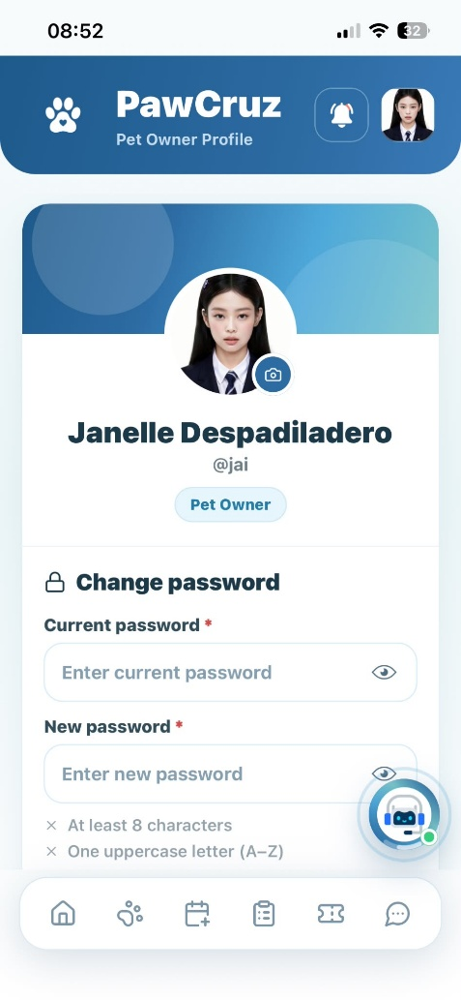 08:52
32
PawCruz
Pet Owner Profile
Janelle Despadiladero
@jai
Pet Owner
Change password
Current password *
Enter current password
New password *
Enter new password
× At least 8 characters
× One uppercase letter (A–Z)